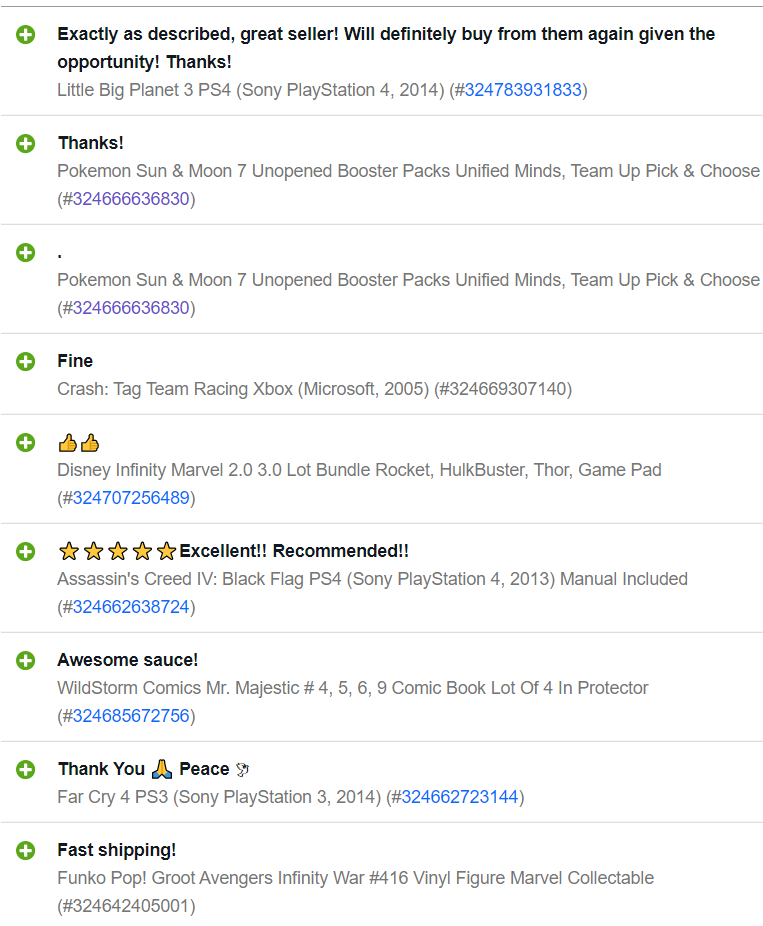 Exactly as described, great seller! Will definitely buy from them again given the
opportunity! Thanks!
Little Big Planet 3 PS4 (Sony PlayStation 4, 2014) (#324783931833)
Thanks!
Pokemon Sun & Moon 7 Unopened Booster Packs Unified Minds, Team Up Pick & Choose
(#324666636830)
.
Pokemon Sun & Moon 7 Unopened Booster Packs Unified Minds, Team Up Pick & Choose
(#324666636830)
Fine
Crash: Tag Team Racing Xbox (Microsoft, 2005) (#324669307140)
👍👍
Disney Infinity Marvel 2.0 3.0 Lot Bundle Rocket, HulkBuster, Thor, Game Pad
(#324707256489)
⭐⭐⭐⭐⭐Excellent!! Recommended!!
Assassin's Creed IV: Black Flag PS4 (Sony PlayStation 4, 2013) Manual Included
(#324662638724)
Awesome sauce!
WildStorm Comics Mr. Majestic # 4, 5, 6, 9 Comic Book Lot Of 4 In Protector
(#324685672756)
Thank You 🙏 Peace 🕊
Far Cry 4 PS3 (Sony PlayStation 3, 2014) (#324662723144)
Fast shipping!
Funko Pop! Groot Avengers Infinity War #416 Vinyl Figure Marvel Collectable
(#324642405001)